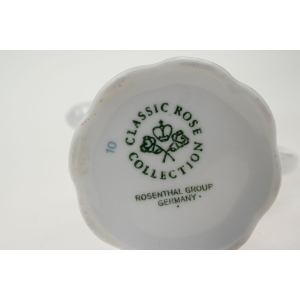 CLASSIC ROSE
COLLECTION
10
ROSENTHAL GROUP
GERMANY